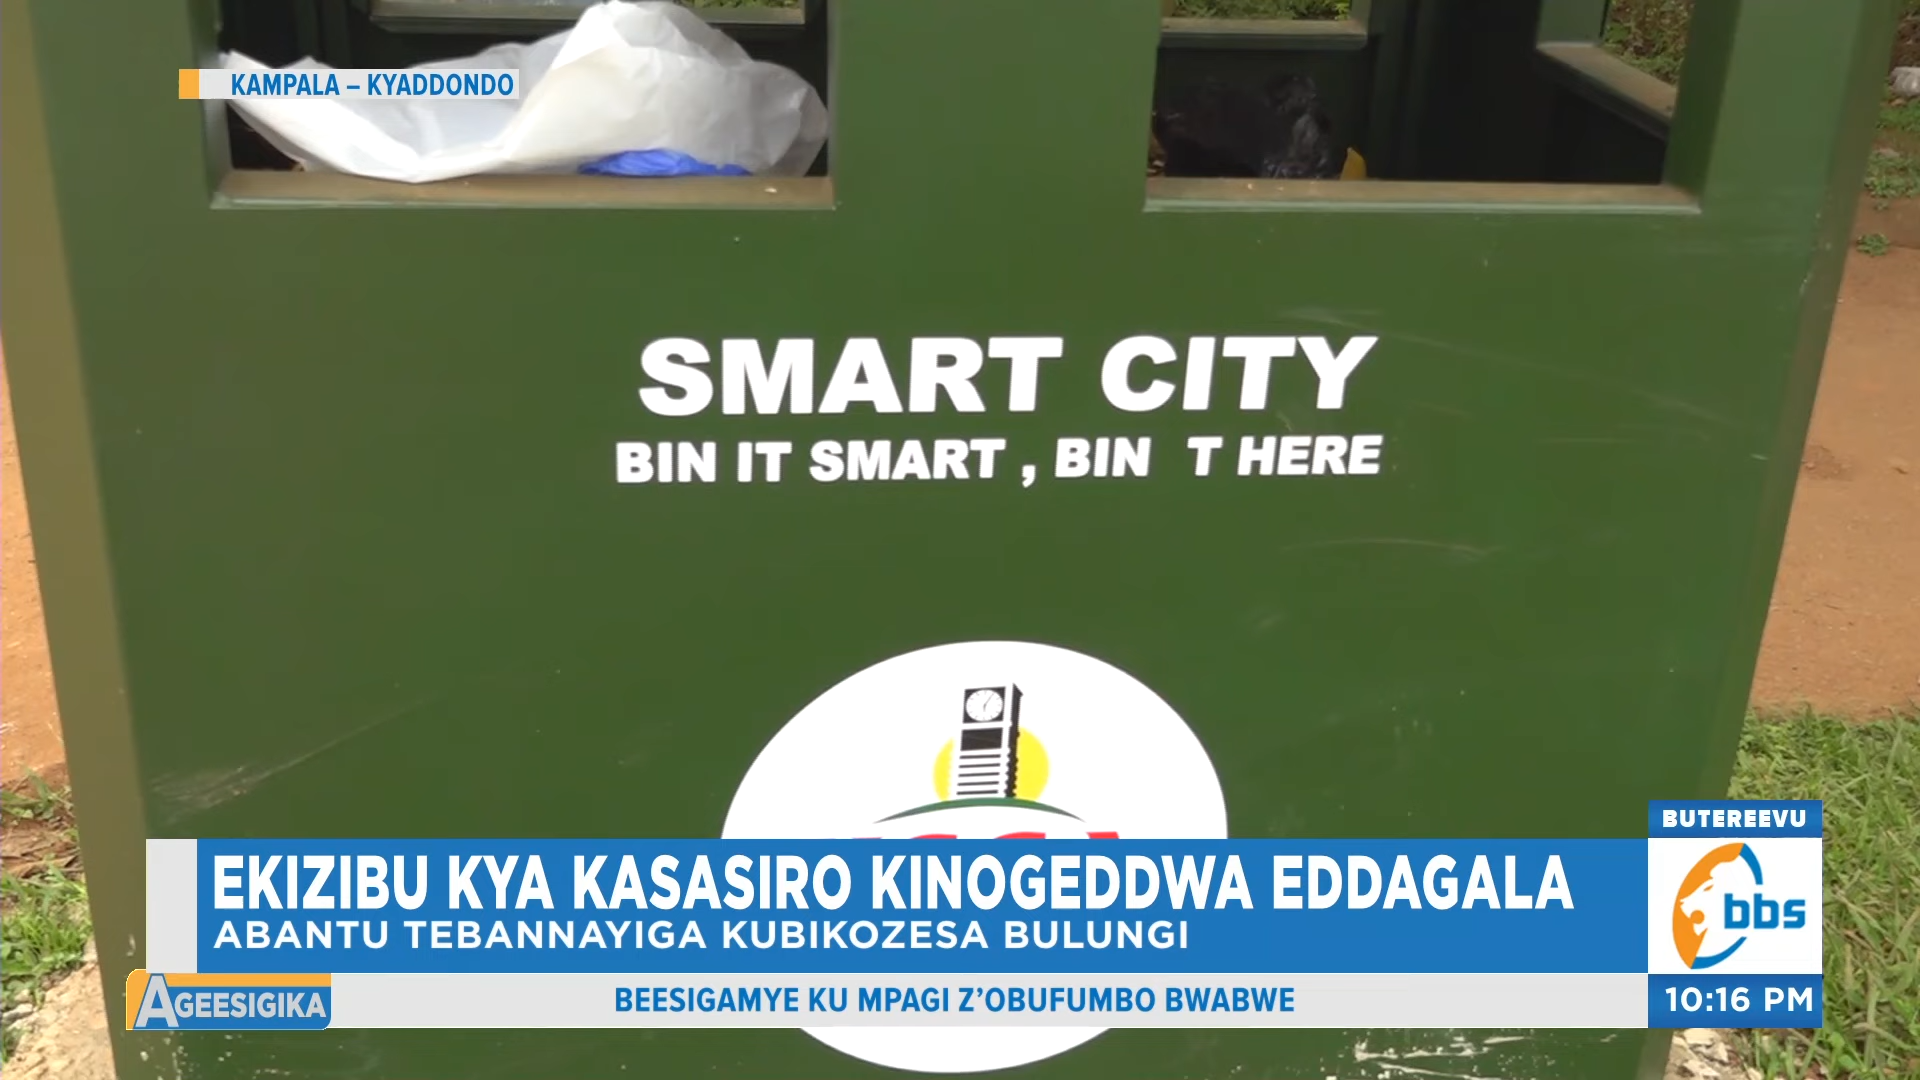 KAMPALA – KYADDONDO
SMART CITY
BIN IT SMART , BIN T HERE
BUTEREEVU
EKIZIBU KYA KASASIRO KINOGEDDWA EDDAGALA
ABANTU TEBANNAYIGA KUBIKOZESA BULUNGI
bbs
AGEESIGIKA
BEESIGAMYE KU MPAGI Z’OBUFUMBO BWABWE
10:16 PM